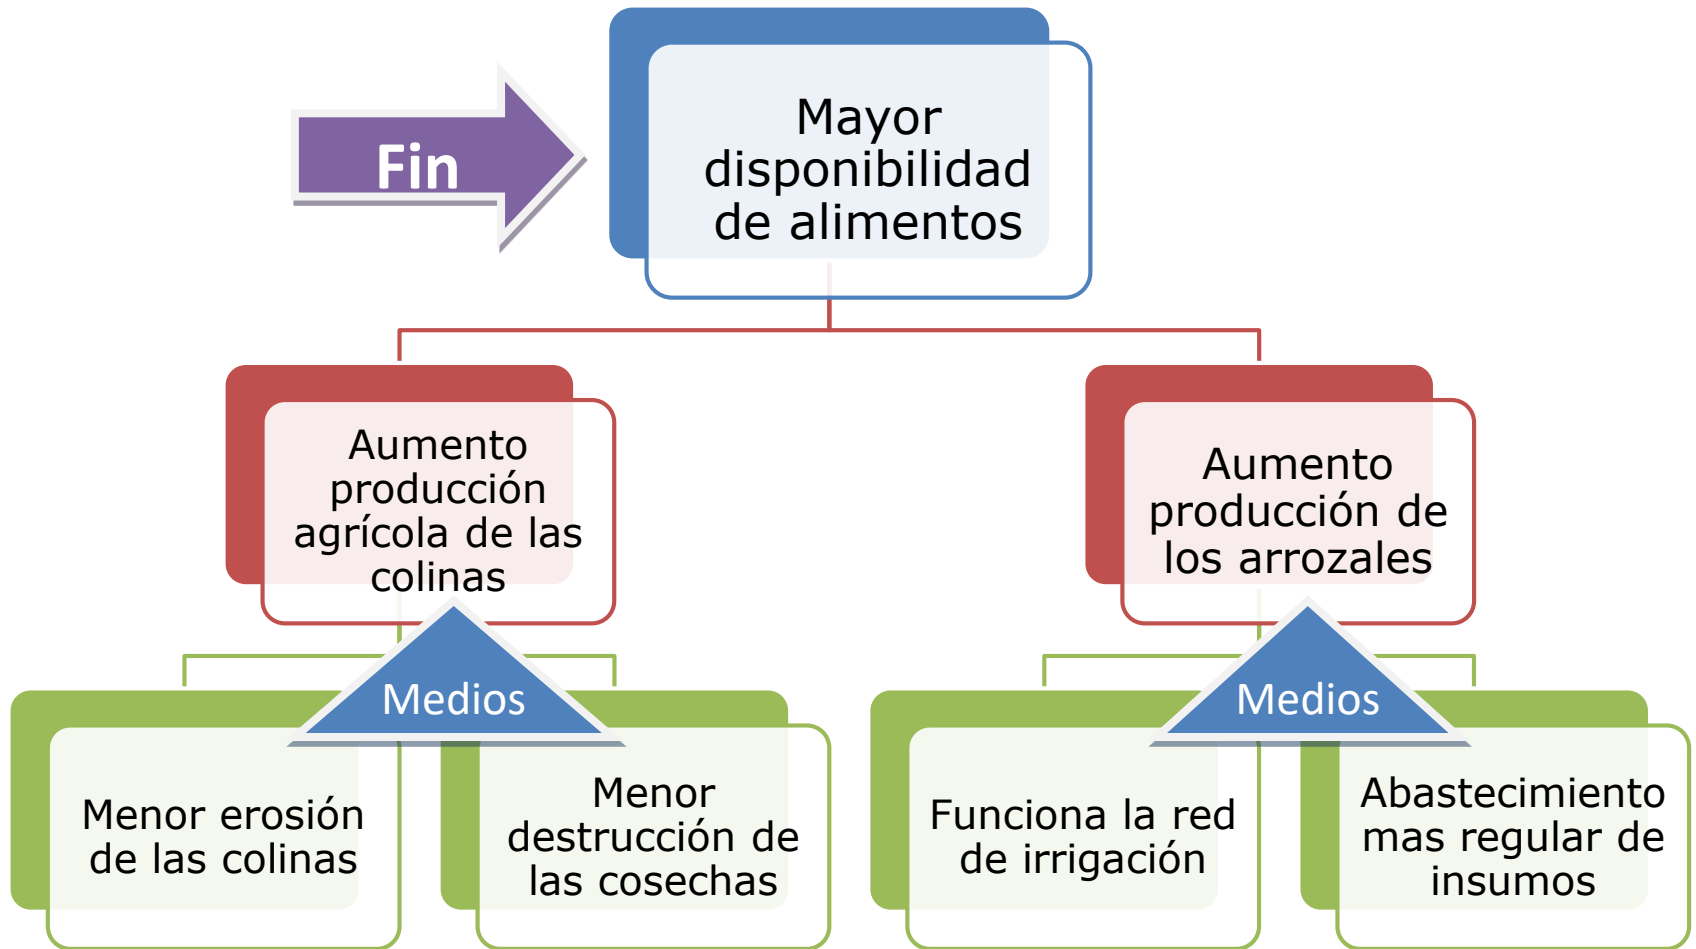 Fin
Mayor
disponibilidad
de alimentos
Aumento
producción
agrícola de las
colinas
Aumento
producción de
los arrozales
Medios
Medios
Menor erosión
de las colinas
Menor
destrucción de
las cosechas
Funciona la red
de irrigación
Abastecimiento
mas regular de
insumos